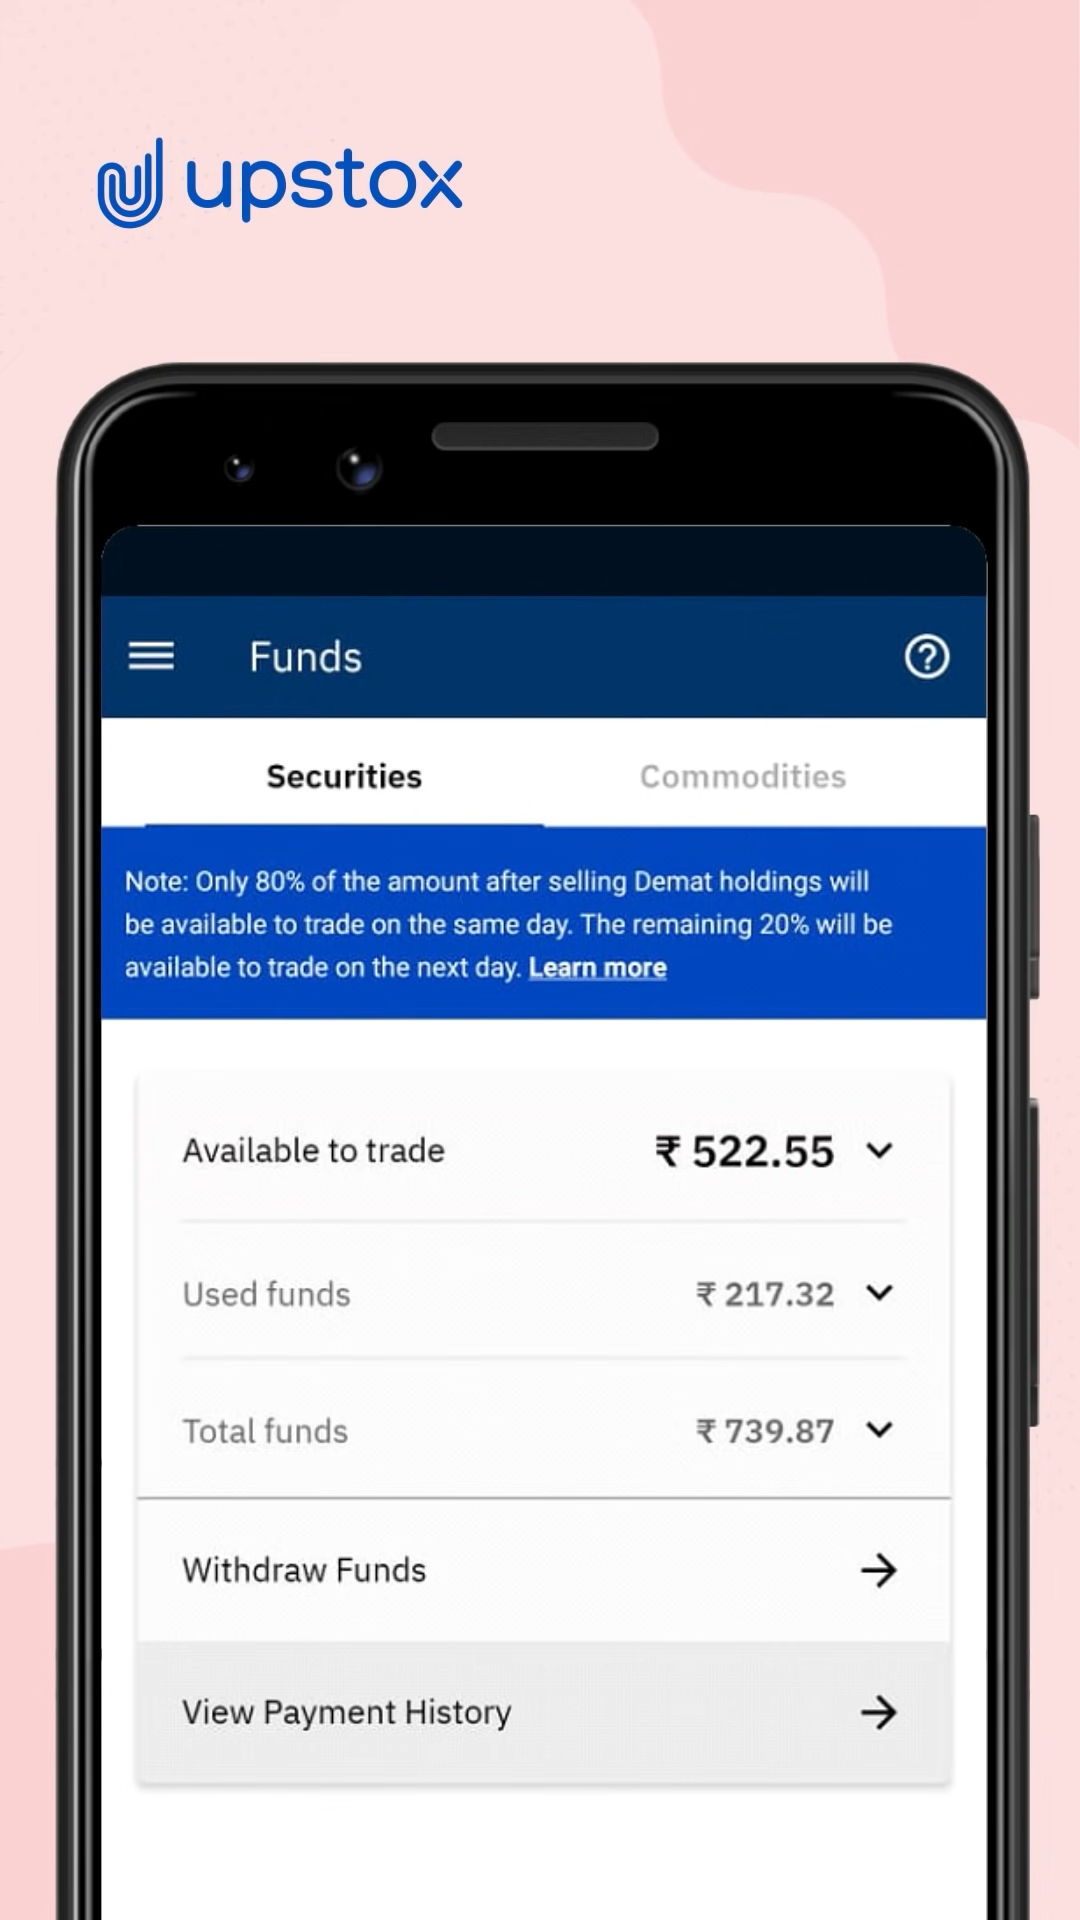 upstox
Funds
Securities
Commodities
Note: Only 80% of the amount after selling Demat holdings will
be available to trade on the same day. The remaining 20% will be
available to trade on the next day. Learn more
Available to trade ₹ 522.55
Used funds ₹ 217.32
Total funds ₹ 739.87
Withdraw Funds
View Payment History